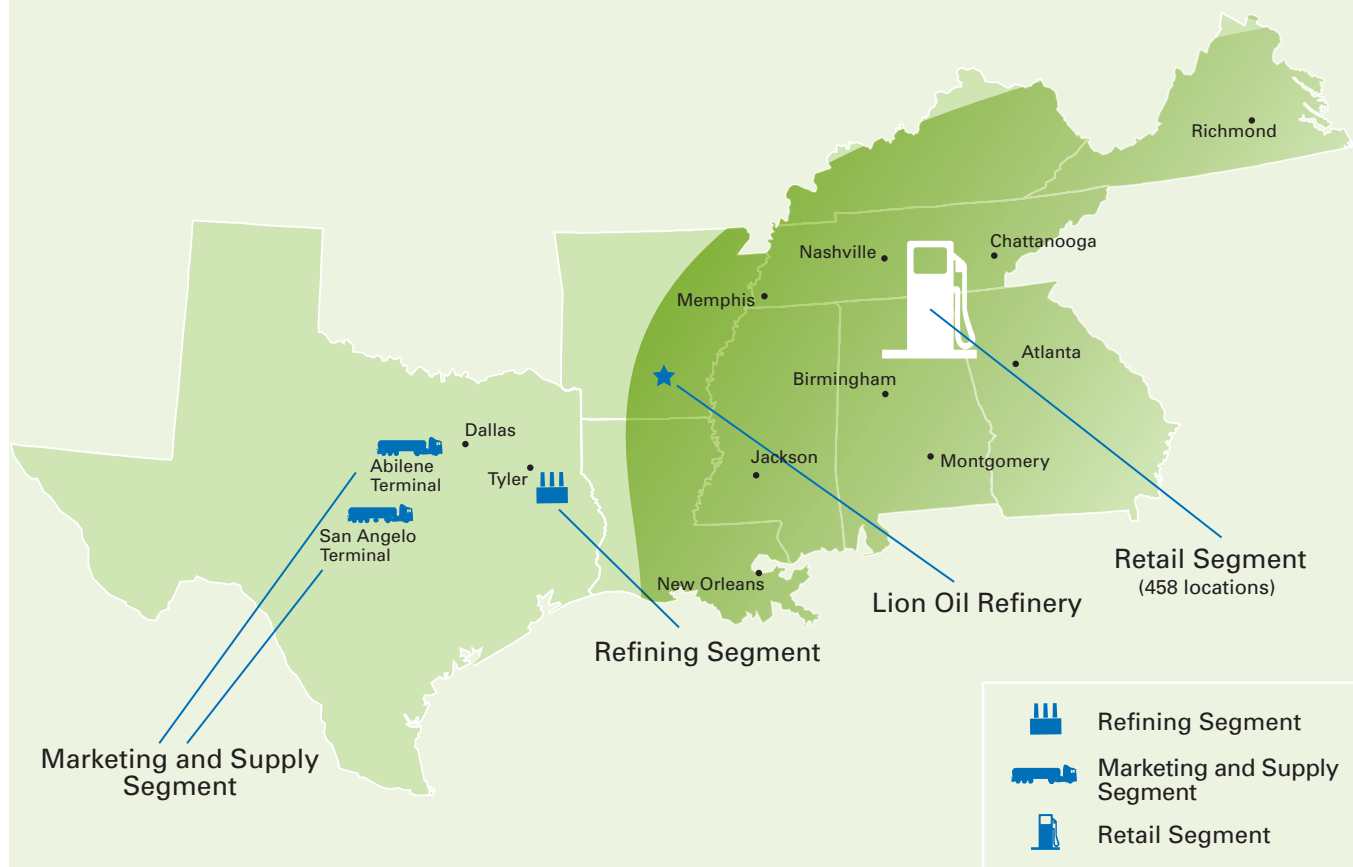 Richmond
Nashville
Chattanooga
Memphis
Atlanta
Birmingham
Dallas
Abilene
Terminal
Tyler
Jackson
Montgomery
San Angelo
Terminal
New Orleans
Retail Segment
(458 locations)
Lion Oil Refinery
Refining Segment
Marketing and Supply
Segment
Refining Segment
Marketing and Supply
Segment
Retail Segment